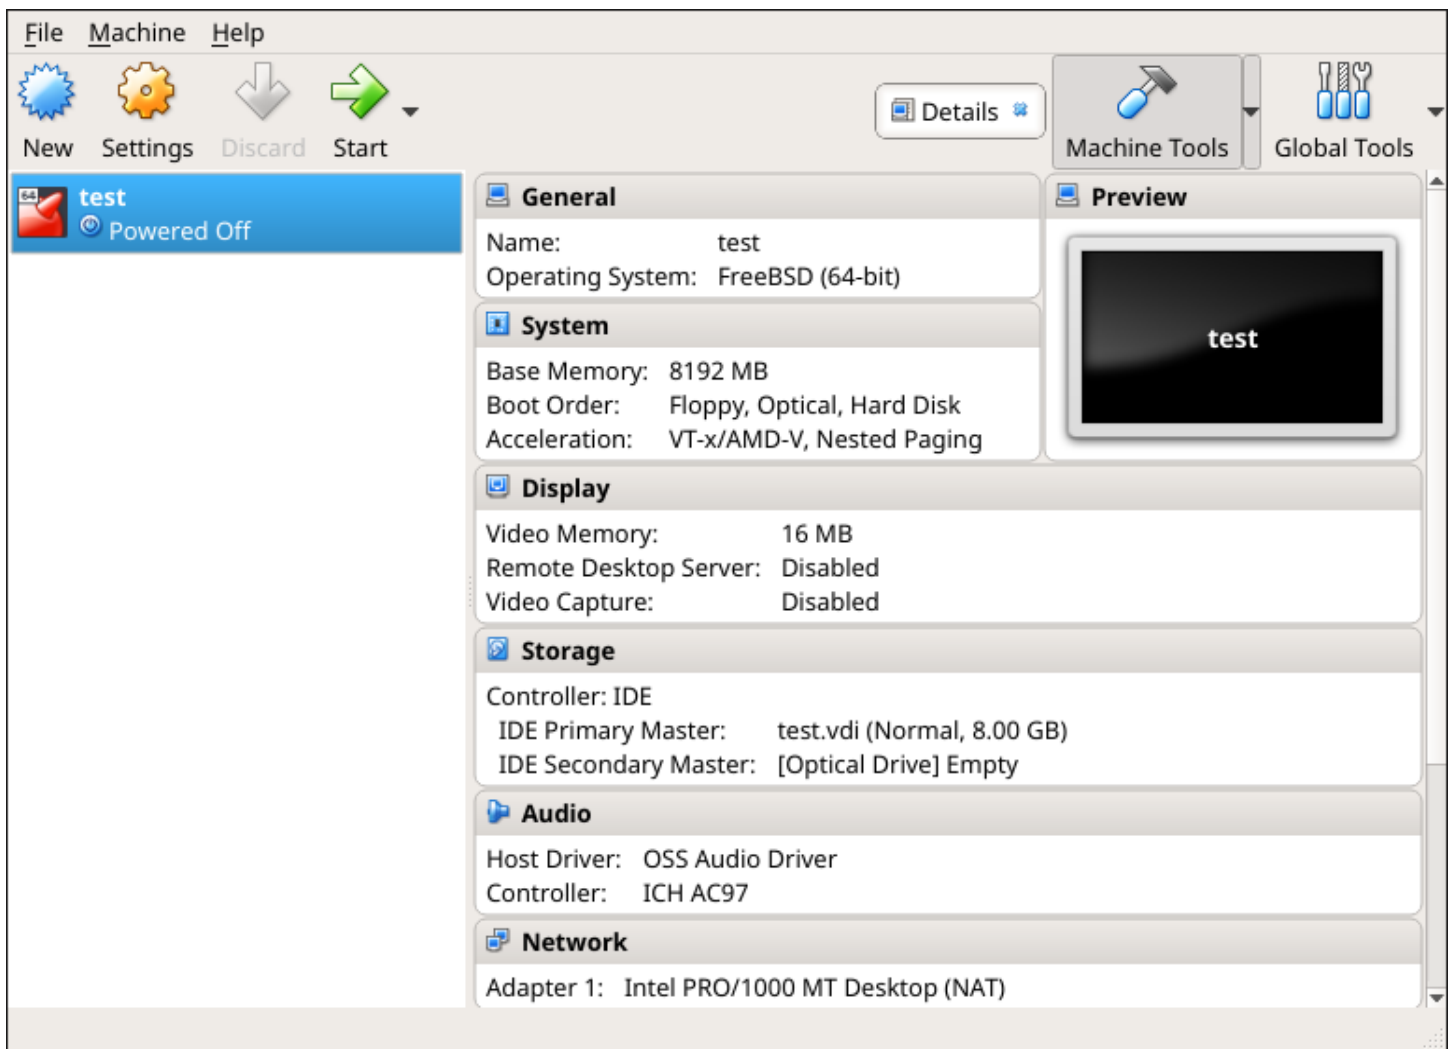 File Machine Help
New Settings Discard Start Details Machine Tools Global Tools
64 test
Powered Off
General
Name: test
Operating System: FreeBSD (64-bit)
System
Base Memory: 8192 MB
Boot Order: Floppy, Optical, Hard Disk
Acceleration: VT-x/AMD-V, Nested Paging
Preview
test
Display
Video Memory: 16 MB
Remote Desktop Server: Disabled
Video Capture: Disabled
Storage
Controller: IDE
IDE Primary Master: test.vdi (Normal, 8.00 GB)
IDE Secondary Master: [Optical Drive] Empty
Audio
Host Driver: OSS Audio Driver
Controller: ICH AC97
Network
Adapter 1: Intel PRO/1000 MT Desktop (NAT)